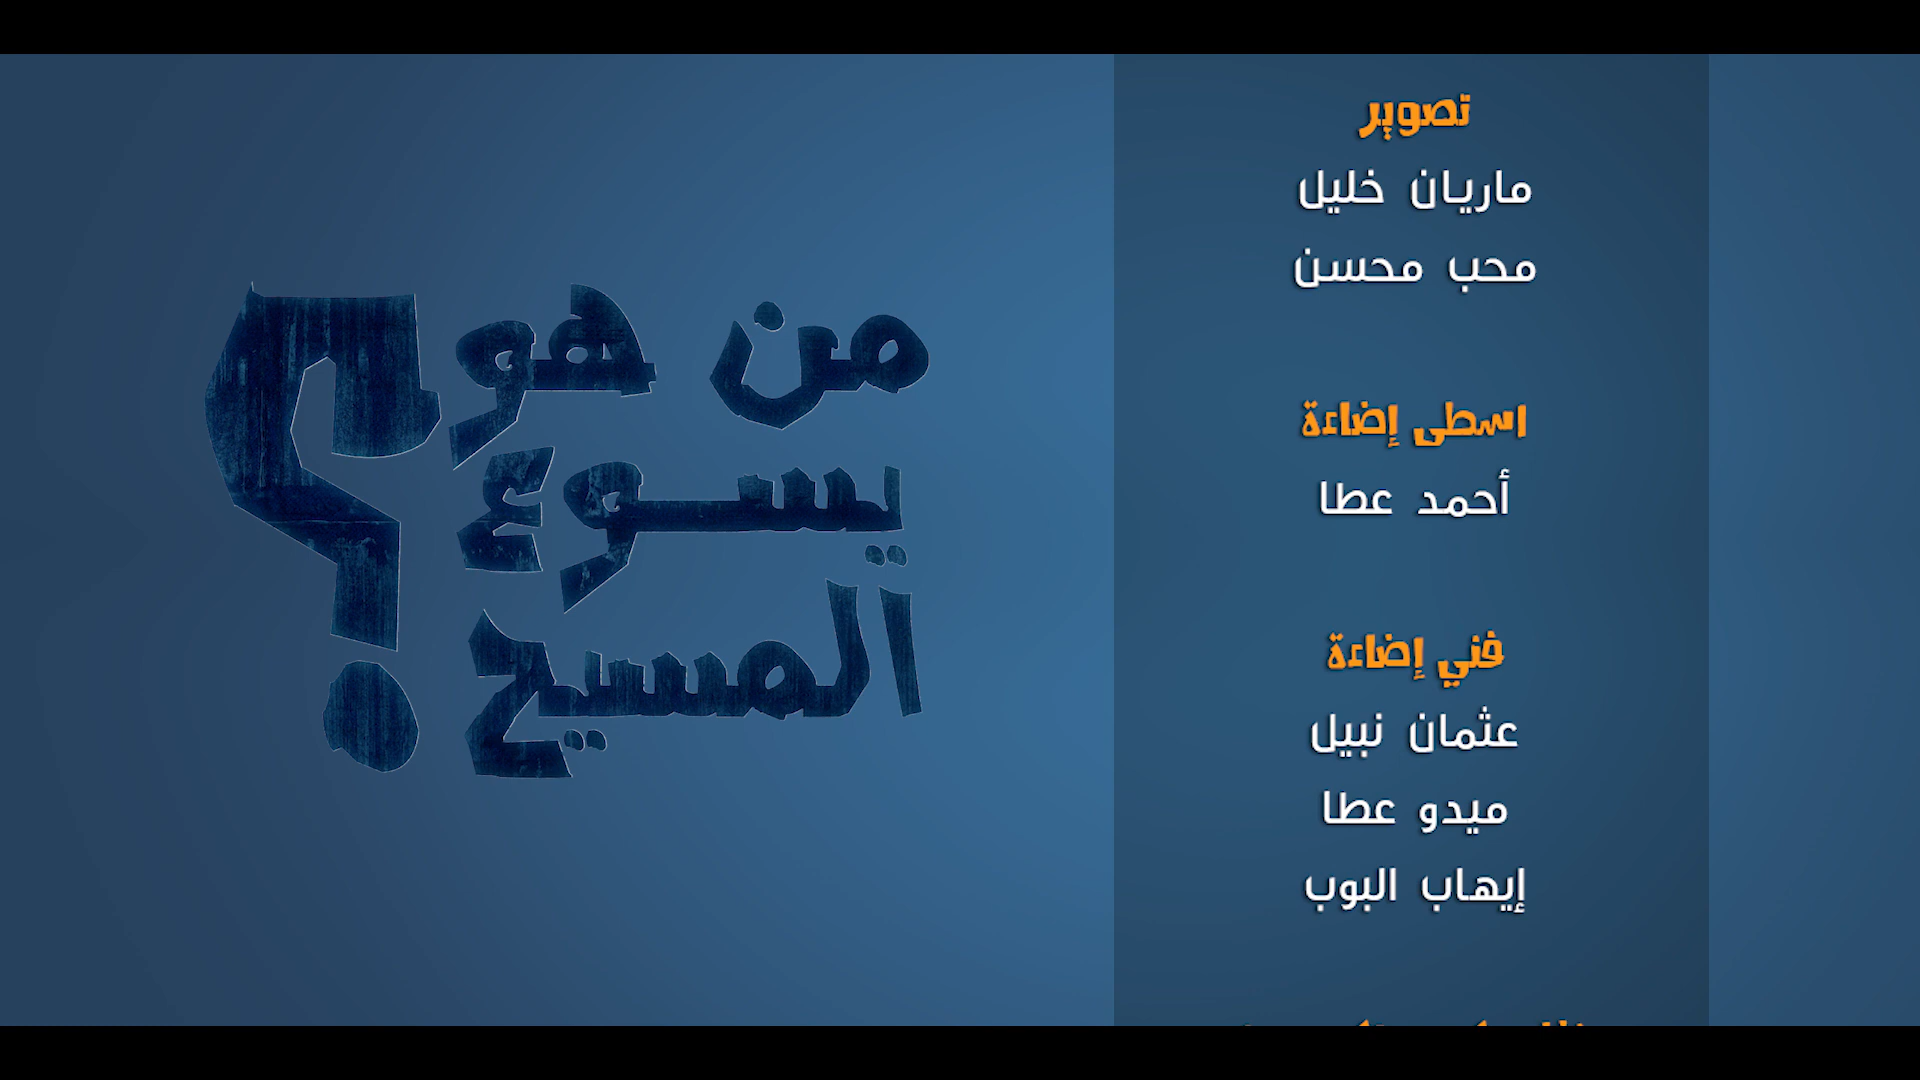 من هو
يسوع
المسيح
؟
تصوير
ماريان خليل
محب محسن
اسطى إضاءة
أحمد عطا
فني إضاءة
عثمان نبيل
ميدو عطا
إيهاب البوب